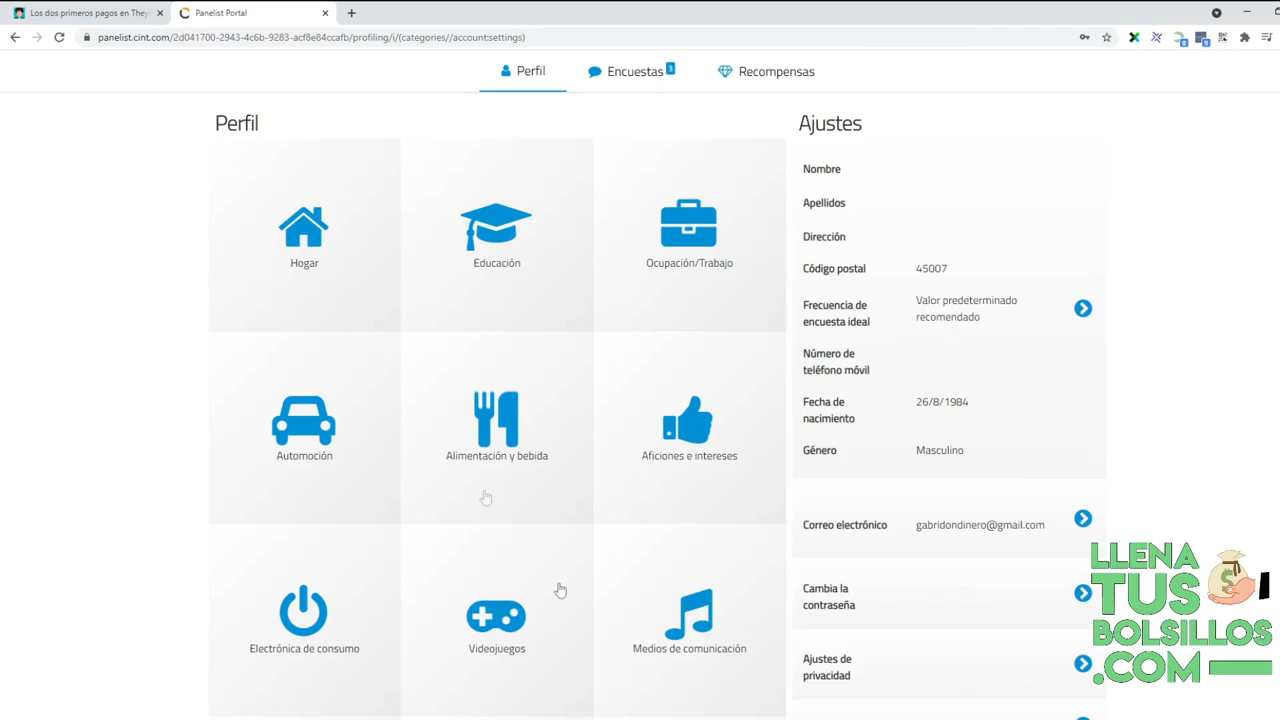 Los dos primeros pagos en They
Panelist Portal
panelist.cint.com/2d041700-2943-4c6b-9283-acf8e84ccafb/profiling/i/(categories//account:settings)
Perfil
Encuestas 3
Recompensas
Perfil
Hogar
Educación
Ocupación/Trabajo
Automoción
Alimentación y bebida
Aficiones e intereses
Electrónica de consumo
Videojuegos
Medios de comunicación
Ajustes
Nombre
Apellidos
Dirección
Código postal 45007
Frecuencia de encuesta ideal
Valor predeterminado recomendado
Número de teléfono móvil
Fecha de nacimiento 26/8/1984
Género Masculino
Correo electrónico gabridondinero@gmail.com
Cambia la contraseña
Ajustes de privacidad
LLENA
TUS
BOLSILLOS
.COM